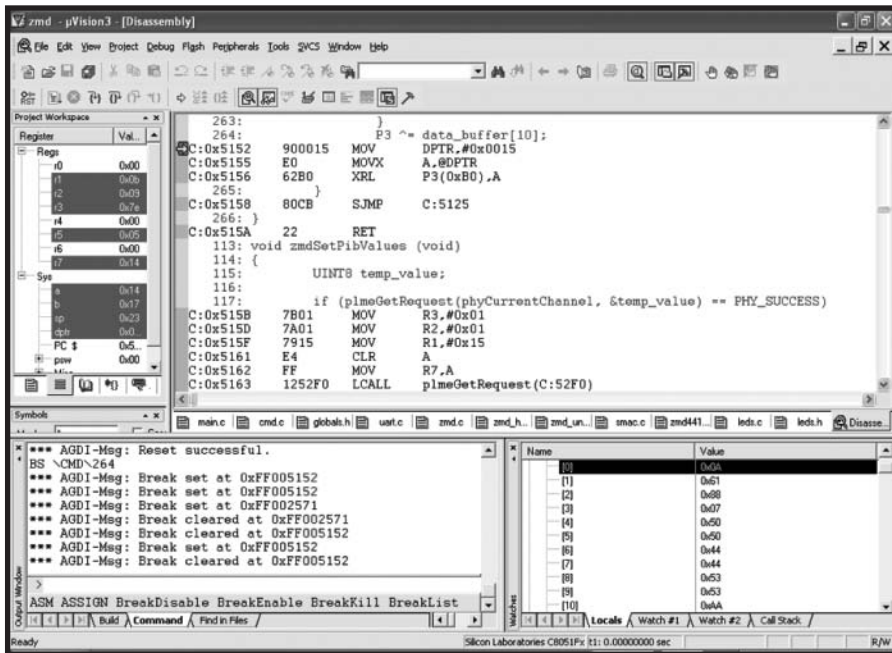 zmd - µVision3 - [Disassembly]
File Edit View Project Debug Flash Peripherals Tools SVCS Window Help
Project Workspace
Register Val...
Regs
r0 0x00
r1 0x0b
r2 0x09
r3 0x7e
r4 0x00
r5 0x05
r6 0x00
r7 0x14
Sys
a 0x14
b 0x17
sp 0x23
dptr 0x0...
PC $ 0x5...
psw 0x00
Symbols
263: }
264: P3 ^= data_buffer[10];
C:0x5152 900015 MOV DPTR,#0x0015
C:0x5155 E0 MOVX A,@DPTR
C:0x5156 62B0 XRL P3(0xB0),A
265: }
C:0x5158 80CB SJMP C:5125
266: }
C:0x515A 22 RET
113: void zmdSetPibValues (void)
114: {
115: UINT8 temp_value;
116:
117: if (plmeGetRequest(phyCurrentChannel, &temp_value) == PHY_SUCCESS)
C:0x515B 7B01 MOV R3,#0x01
C:0x515D 7A01 MOV R2,#0x01
C:0x515F 7915 MOV R1,#0x15
C:0x5161 E4 CLR A
C:0x5162 FF MOV R7,A
C:0x5163 1252F0 LCALL plmeGetRequest(C:52F0)
main.c cmd.c globals.h uart.c zmd.c zmd_h... zmd_un... smac.c zmd441... leds.c leds.h Disasse...
*** AGDI-Msg: Reset successful.
BS \CMD\264
*** AGDI-Msg: Break set at 0xFF005152
*** AGDI-Msg: Break set at 0xFF005152
*** AGDI-Msg: Break set at 0xFF002571
*** AGDI-Msg: Break cleared at 0xFF002571
*** AGDI-Msg: Break cleared at 0xFF005152
*** AGDI-Msg: Break set at 0xFF005152
*** AGDI-Msg: Break cleared at 0xFF005152
>
ASM ASSIGN BreakDisable BreakEnable BreakKill BreakList
Output Window
Build Command Find in Files
Name Value
[0] 0x0A
[1] 0x61
[2] 0x88
[3] 0x07
[4] 0x50
[5] 0x50
[6] 0x44
[7] 0x44
[8] 0x53
[9] 0x53
[10] 0xAA
Watches
Locals Watch #1 Watch #2 Call Stack
Ready Silicon Laboratories C8051Fx t1: 0.00000000 sec R/W